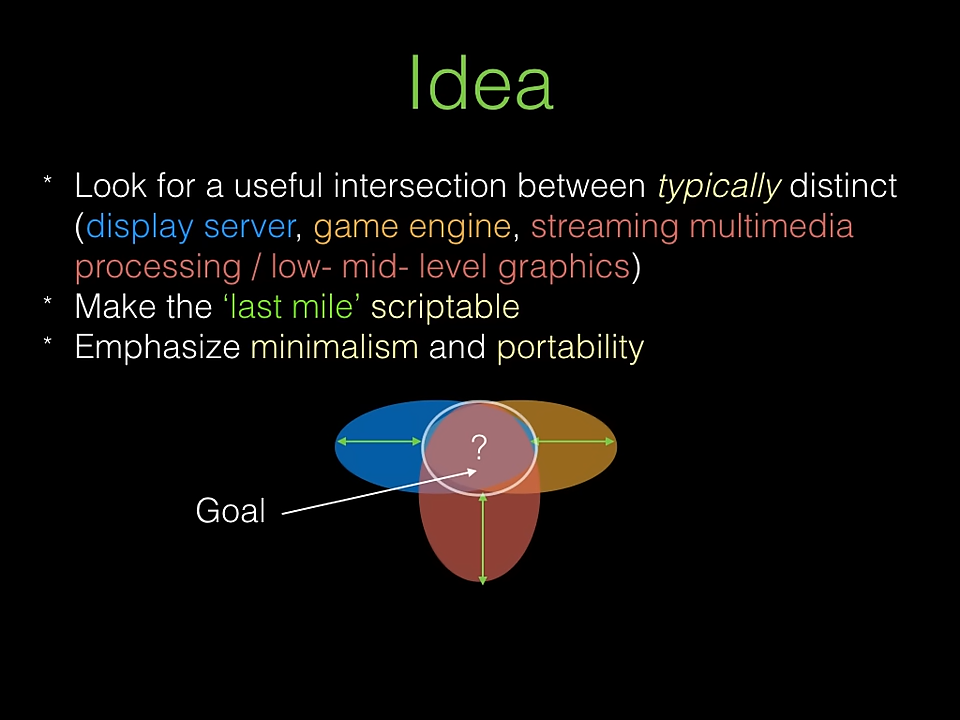 Idea
* Look for a useful intersection between typically distinct
(display server, game engine, streaming multimedia
processing / low- mid- level graphics)
* Make the ‘last mile’ scriptable
* Emphasize minimalism and portability
?
Goal